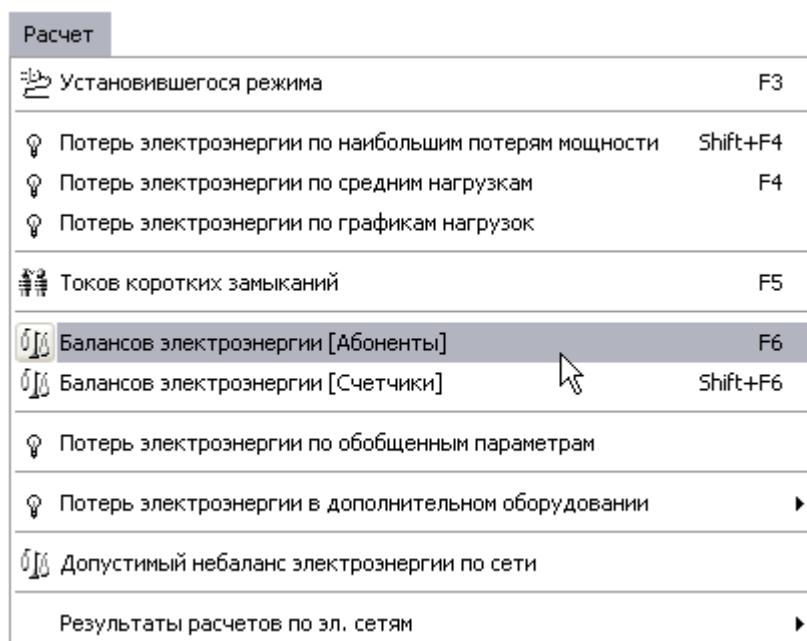 Расчет
Установившегося режима F3
Потерь электроэнергии по наибольшим потерям мощности Shift+F4
Потерь электроэнергии по средним нагрузкам F4
Потерь электроэнергии по графикам нагрузок
Токов коротких замыканий F5
Балансов электроэнергии [Абоненты] F6
Балансов электроэнергии [Счетчики] Shift+F6
Потерь электроэнергии по обобщенным параметрам
Потерь электроэнергии в дополнительном оборудовании
Допустимый небаланс электроэнергии по сети
Результаты расчетов по эл. сетям